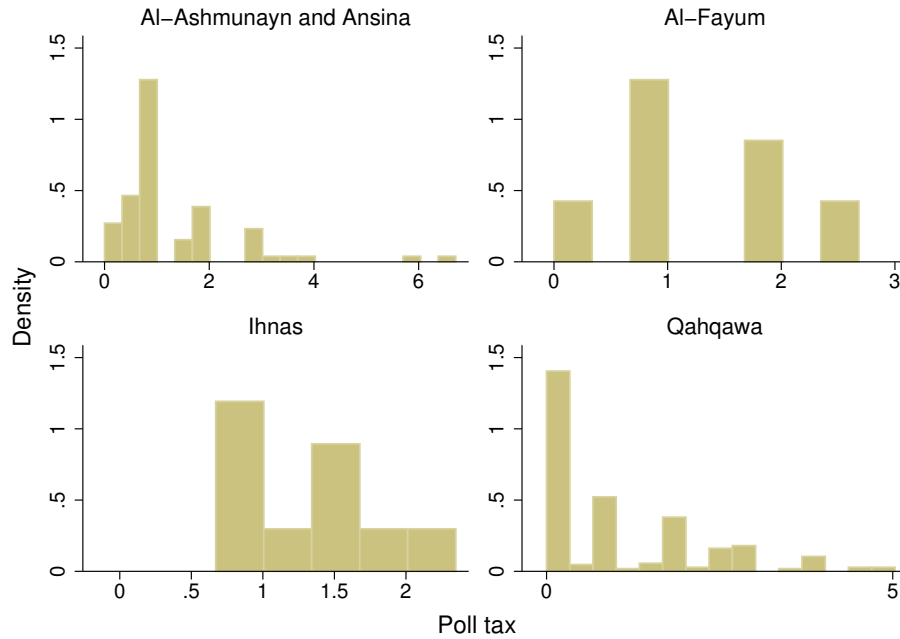 Al−Ashmunayn and Ansina
Al−Fayum
0 .5 1 1.5
0 2 4 6
0 .5 1 1.5
0 1 2 3
Ihnas
Qahqawa
0 .5 1 1.5
0 .5 1 1.5 2
0 .5 1 1.5
0 5
Density
Poll tax